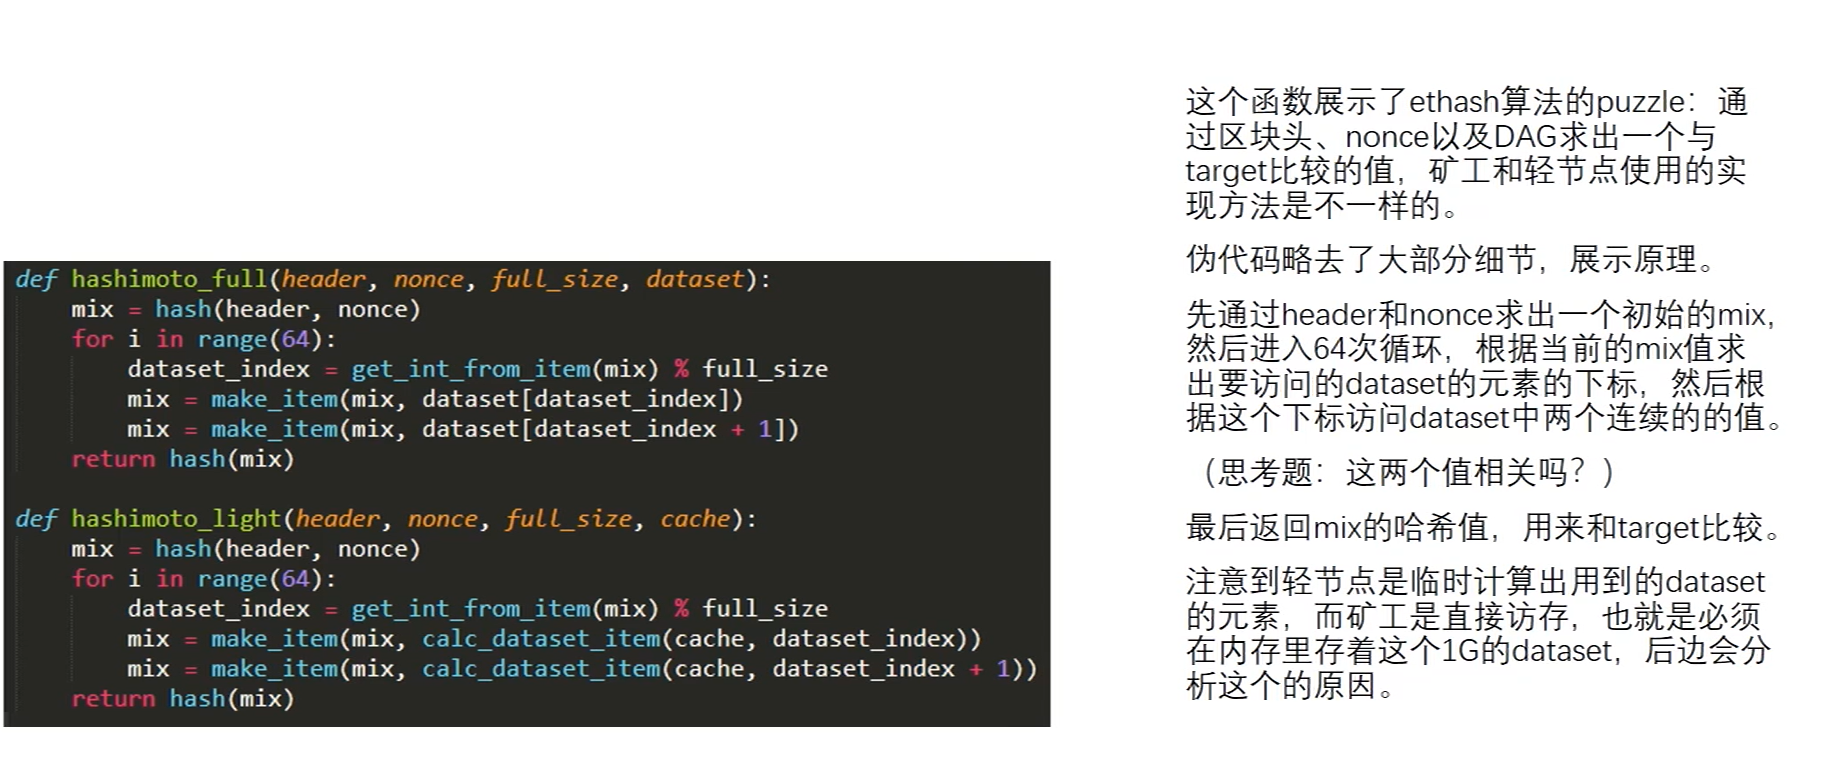 def hashimoto_full(header, nonce, full_size, dataset):
    mix = hash(header, nonce)
    for i in range(64):
        dataset_index = get_int_from_item(mix) % full_size
        mix = make_item(mix, dataset[dataset_index])
        mix = make_item(mix, dataset[dataset_index + 1])
    return hash(mix)

def hashimoto_light(header, nonce, full_size, cache):
    mix = hash(header, nonce)
    for i in range(64):
        dataset_index = get_int_from_item(mix) % full_size
        mix = make_item(mix, calc_dataset_item(cache, dataset_index))
        mix = make_item(mix, calc_dataset_item(cache, dataset_index + 1))
    return hash(mix)

这个函数展示了ethash算法的puzzle：通
过区块头、nonce以及DAG求出一个与
target比较的值，矿工和轻节点使用的实
现方法是不一样的。
伪代码略去了大部分细节，展示原理。
先通过header和nonce求出一个初始的mix,
然后进入64次循环，根据当前的mix值求
出要访问的dataset的元素的下标，然后根
据这个下标访问dataset中两个连续的的值。
（思考题：这两个值相关吗？）
最后返回mix的哈希值，用来和target比较。
注意到轻节点是临时计算出用到的dataset
的元素，而矿工是直接访存，也就是必须
在内存里存着这个1G的dataset，后边会分
析这个的原因。